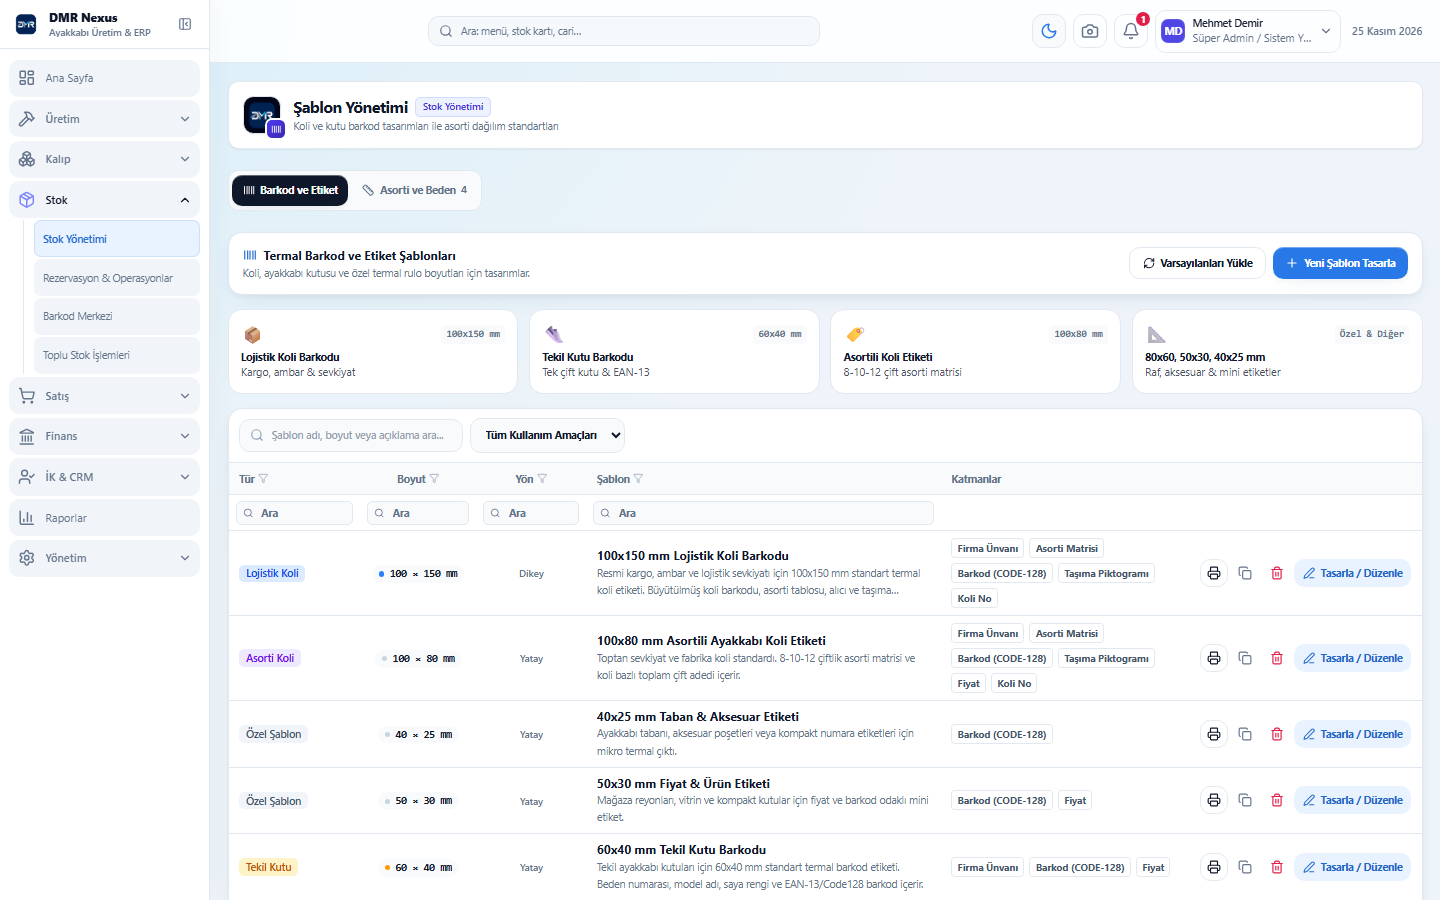 DMR Nexus
Ayakkabı Üretim & ERP
Ara: menü, stok kartı, cari...
1
MD
Mehmet Demir
Süper Admin / Sistem Y...
25 Kasım 2026
Ana Sayfa
Üretim
Kalıp
Stok
Stok Yönetimi
Rezervasyon & Operasyonlar
Barkod Merkezi
Toplu Stok İşlemleri
Satış
Finans
İK & CRM
Raporlar
Yönetim
DMR
Şablon Yönetimi
Stok Yönetimi
Koli ve kutu barkod tasarımları ile asorti dağılım standartları
Barkod ve Etiket
Asorti ve Beden 4
Termal Barkod ve Etiket Şablonları
Koli, ayakkabı kutusu ve özel termal rulo boyutları için tasarımlar.
Varsayılanları Yükle
Yeni Şablon Tasarla
100x150 mm
Lojistik Koli Barkodu
Kargo, ambar & sevkiyat
60x40 mm
Tekil Kutu Barkodu
Tek çift kutu & EAN-13
100x80 mm
Asortili Koli Etiketi
8-10-12 çift asorti matrisi
Özel & Diğer
80x60, 50x30, 40x25 mm
Raf, aksesuar & mini etiketler
Şablon adı, boyut veya açıklama ara...
Tüm Kullanım Amaçları
Tür Boyut Yön Şablon Katmanlar
Ara Ara Ara Ara
Lojistik Koli
100 × 150 mm
Dikey
100x150 mm Lojistik Koli Barkodu
Resmi kargo, ambar ve lojistik sevkiyatı için 100x150 mm standart termal
koli etiketi. Büyütülmüş koli barkodu, asorti tablosu, alıcı ve taşıma...
Firma Ünvanı Asorti Matrisi
Barkod (CODE-128) Taşıma Piktogramı
Koli No
Tasarla / Düzenle
Asorti Koli
100 × 80 mm
Yatay
100x80 mm Asortili Ayakkabı Koli Etiketi
Toptan sevkiyat ve fabrika koli standardı. 8-10-12 çiftlik asorti matrisi ve
koli bazlı toplam çift adedi içerir.
Firma Ünvanı Asorti Matrisi
Barkod (CODE-128) Taşıma Piktogramı
Fiyat Koli No
Tasarla / Düzenle
Özel Şablon
40 × 25 mm
Yatay
40x25 mm Taban & Aksesuar Etiketi
Ayakkabı tabanı, aksesuar poşetleri veya kompakt numara etiketleri için
mikro termal çıktı.
Barkod (CODE-128)
Tasarla / Düzenle
Özel Şablon
50 × 30 mm
Yatay
50x30 mm Fiyat & Ürün Etiketi
Mağaza reyonları, vitrin ve kompakt kutular için fiyat ve barkod odaklı mini
etiket.
Barkod (CODE-128) Fiyat
Tasarla / Düzenle
Tekil Kutu
60 × 40 mm
Yatay
60x40 mm Tekil Kutu Barkodu
Tekil ayakkabı kutuları için 60x40 mm standart termal barkod etiketi.
Beden numarası, model adı, saya rengi ve EAN-13/Code128 barkod içerir.
Firma Ünvanı Barkod (CODE-128) Fiyat
Tasarla / Düzenle